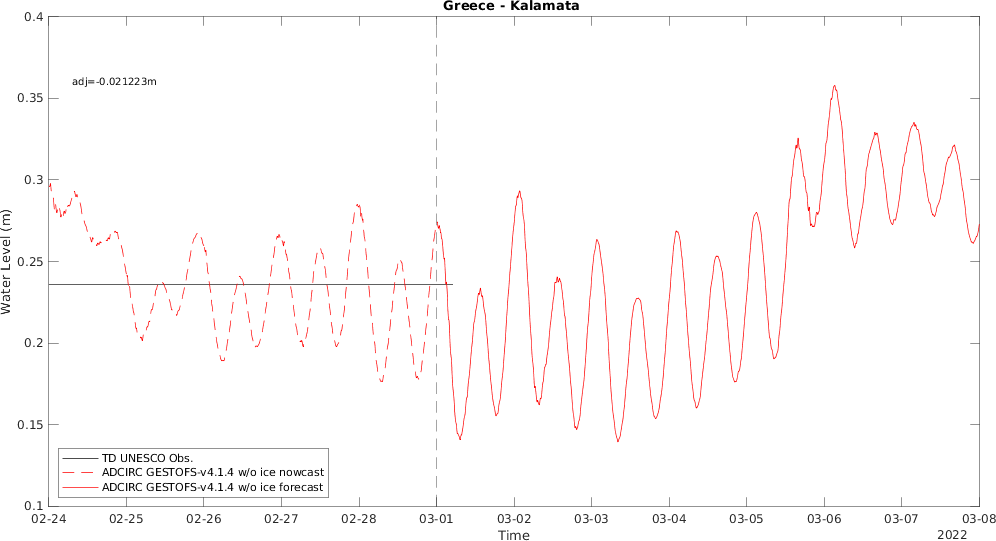 Greece - Kalamata
adj=-0.021223m
0.4
0.35
0.3
0.25
0.2
0.15
0.1
Water Level (m)
TD UNESCO Obs.
ADCIRC GESTOFS-v4.1.4 w/o ice nowcast
ADCIRC GESTOFS-v4.1.4 w/o ice forecast
02-24 02-25 02-26 02-27 02-28 03-01 03-02 03-03 03-04 03-05 03-06 03-07 03-08
Time
2022